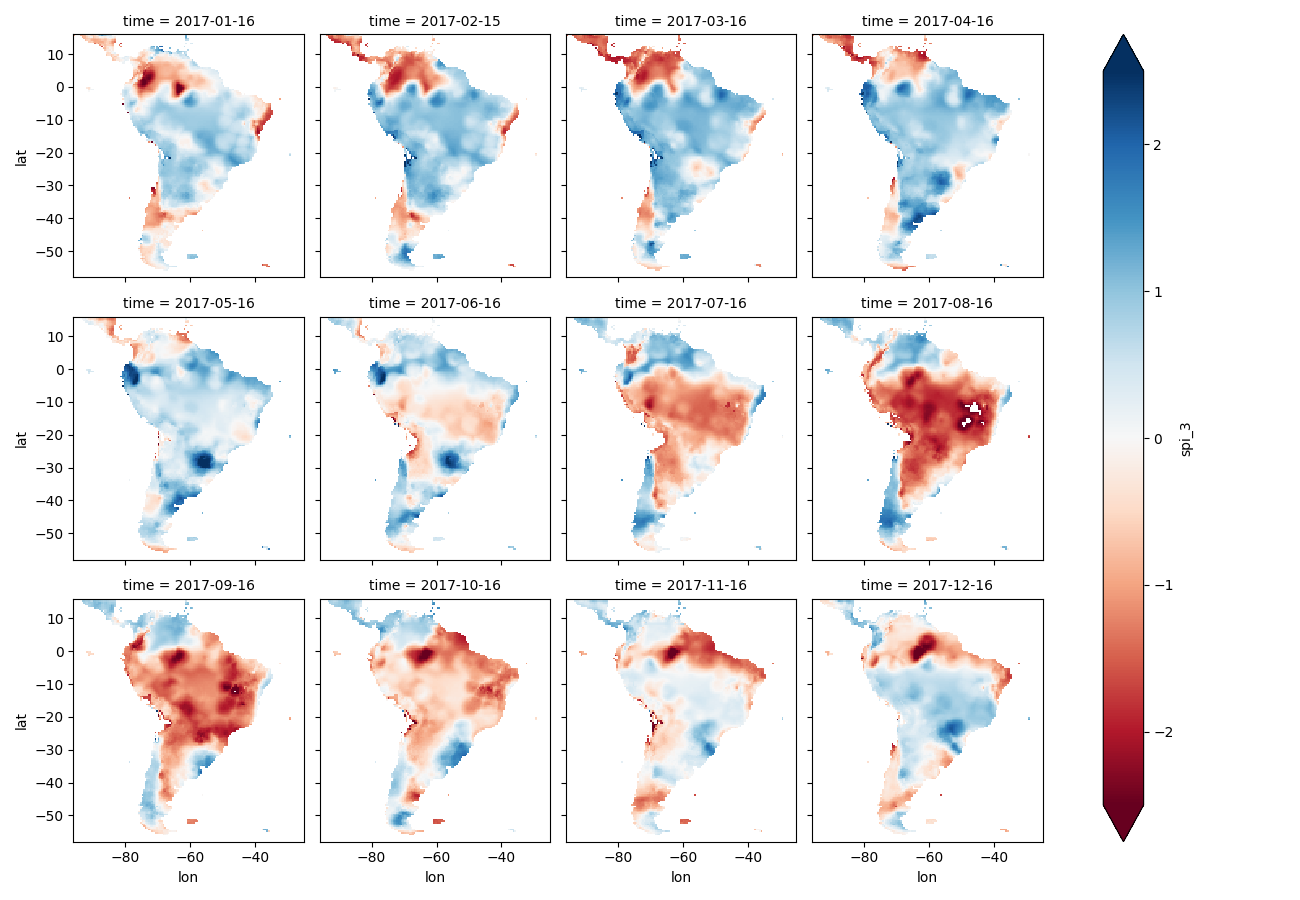 time = 2017-01-16
time = 2017-02-15
time = 2017-03-16
time = 2017-04-16
lat
10
0
−10
−20
−30
−40
−50
time = 2017-05-16
time = 2017-06-16
time = 2017-07-16
time = 2017-08-16
lat
10
0
−10
−20
−30
−40
−50
time = 2017-09-16
time = 2017-10-16
time = 2017-11-16
time = 2017-12-16
lat
10
0
−10
−20
−30
−40
−50
−80 −60 −40
−80 −60 −40
−80 −60 −40
−80 −60 −40
lon
lon
lon
lon
2
1
0
−1
−2
spi_3